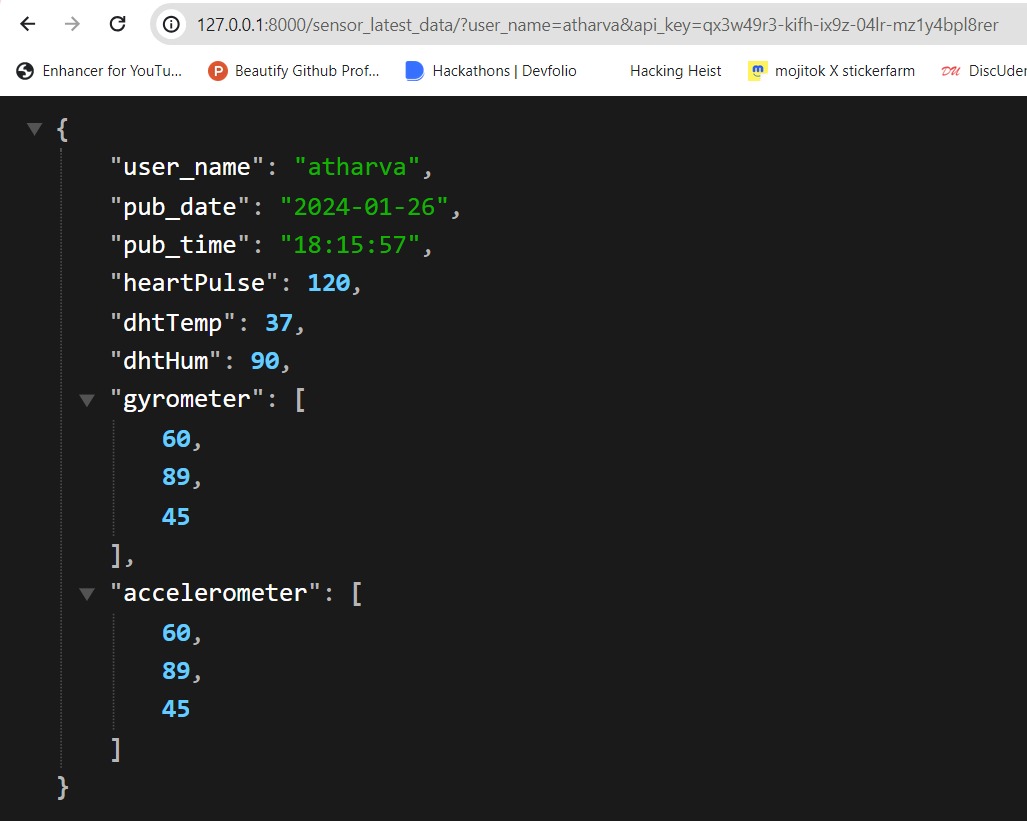 127.0.0.1:8000/sensor_latest_data/?user_name=atharva&api_key=qx3w49r3-kifh-ix9z-04lr-mz1y4bpl8rer
Enhancer for YouTu... Beautify Github Prof... Hackathons | Devfolio Hacking Heist mojitok X stickerfarm DU DiscUder
{
"user_name": "atharva",
"pub_date": "2024-01-26",
"pub_time": "18:15:57",
"heartPulse": 120,
"dhtTemp": 37,
"dhtHum": 90,
"gyrometer": [
60,
89,
45
],
"accelerometer": [
60,
89,
45
]
}